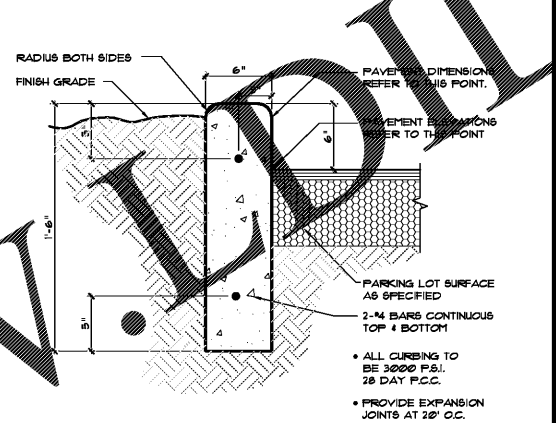 6"
RADIUS BOTH SIDES
FINISH GRADE
PAVEMENT DIMENSIONS
REFER TO THIS POINT.
PAVEMENT ELEVATIONS
REFER TO THIS POINT
6"
1'-6"
5"
PARKING LOT SURFACE
AS SPECIFIED
2-#4 BARS CONTINUOUS
TOP & BOTTOM
• ALL CURBING TO
BE 3000 P.S.I.
28 DAY P.C.C.
• PROVIDE EXPANSION
JOINTS AT 20' O.C.